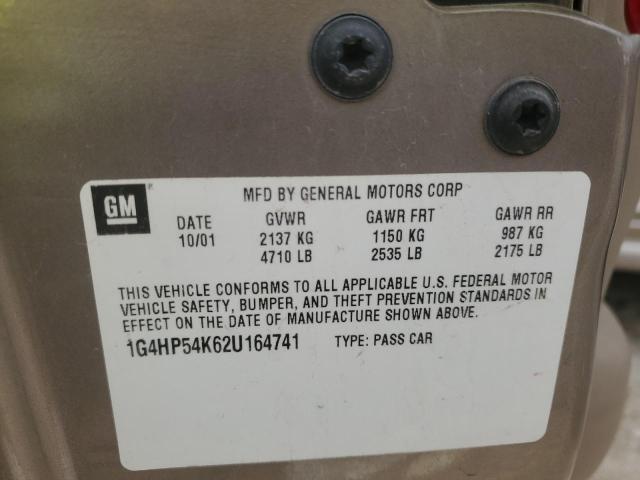 GM
MFD BY GENERAL MOTORS CORP
DATE GVWR GAWR FRT GAWR RR
10/01 2137 KG 1150 KG 987 KG
4710 LB 2535 LB 2175 LB
THIS VEHICLE CONFORMS TO ALL APPLICABLE U.S. FEDERAL MOTOR
VEHICLE SAFETY, BUMPER, AND THEFT PREVENTION STANDARDS IN
EFFECT ON THE DATE OF MANUFACTURE SHOWN ABOVE.
1G4HP54K62U164741 TYPE: PASS CAR